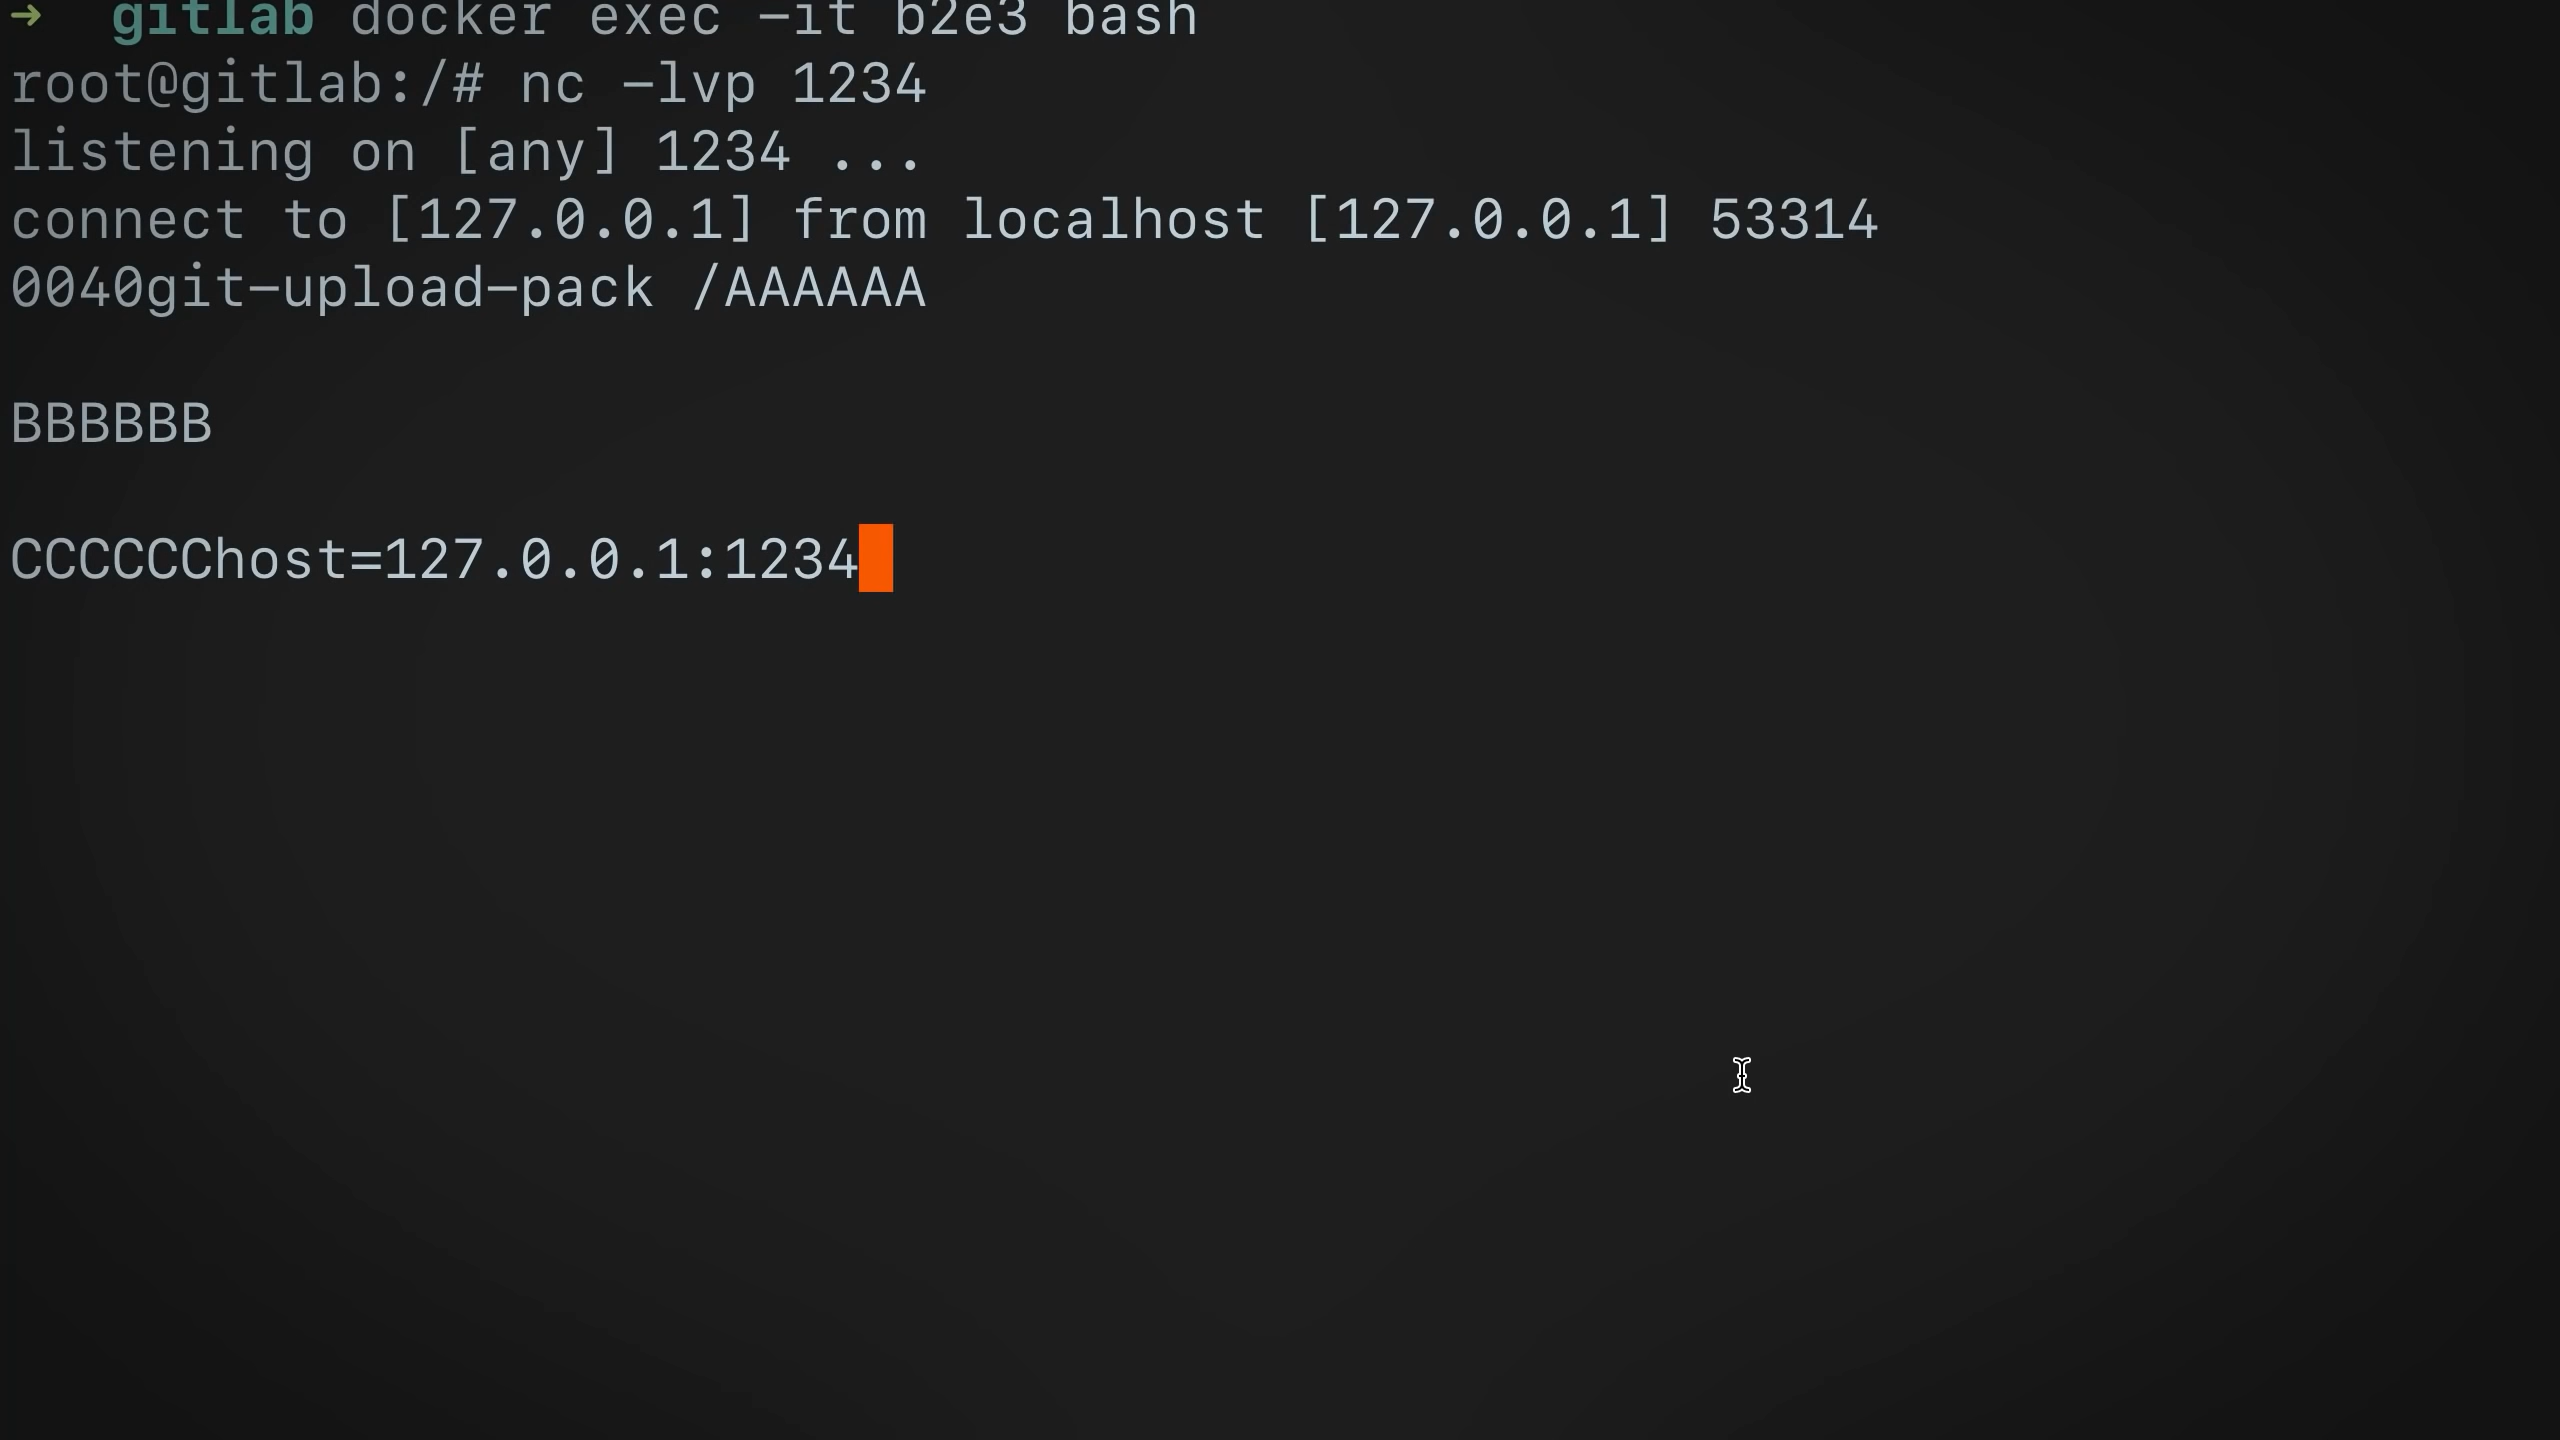 ➜ gitlab docker exec -it b2e3 bash
root@gitlab:/# nc -lvp 1234
listening on [any] 1234 ...
connect to [127.0.0.1] from localhost [127.0.0.1] 53314
0040git-upload-pack /AAAAAA
BBBBBB
CCCCCChost=127.0.0.1:1234